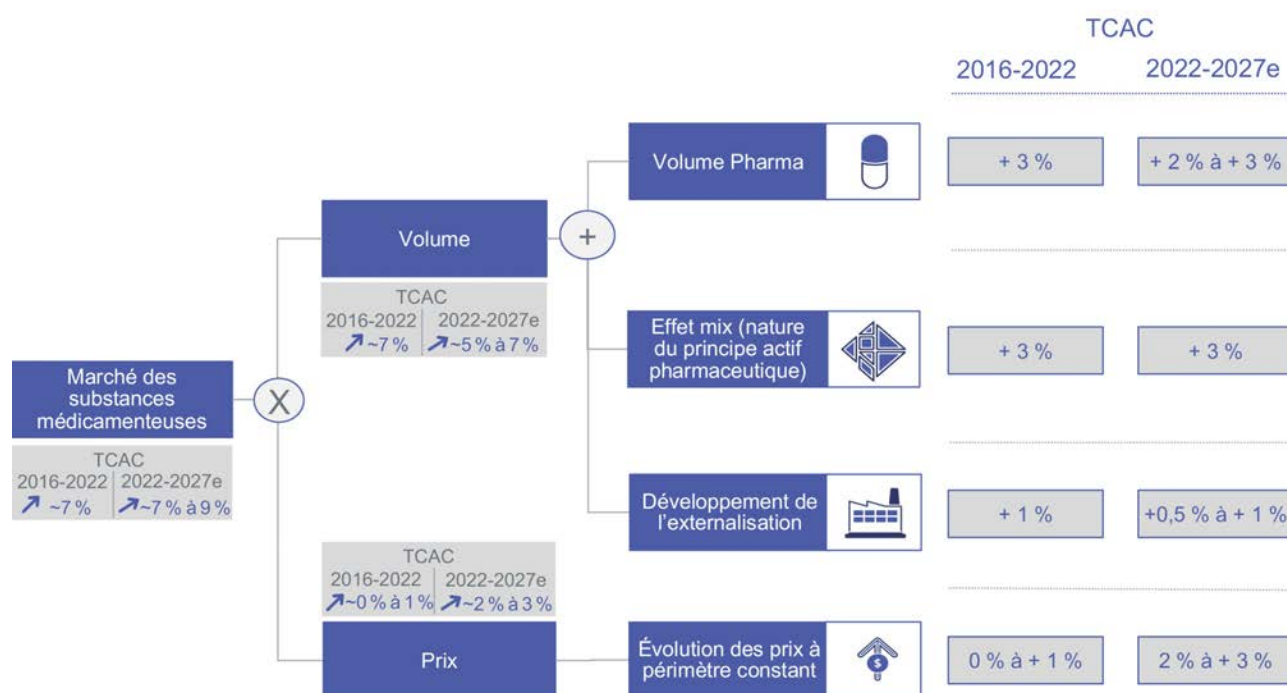 TCAC
2016-2022 2022-2027e
Volume Pharma
+ 3 % + 2 % à + 3 %
Volume
+
TCAC
2016-2022 2022-2027e
~7 % ~5 % à 7 %
Effet mix (nature
du principe actif
pharmaceutique)
+ 3 % + 3 %
Marché des
substances
médicamenteuses
X
TCAC
2016-2022 2022-2027e
~7 % ~7 % à 9 %
Développement de
l'externalisation
+ 1 % +0,5 % à + 1 %
TCAC
2016-2022 2022-2027e
~0 % à 1 % ~2 % à 3 %
Prix
Évolution des prix à
périmètre constant
$
0 % à + 1 % 2 % à + 3 %